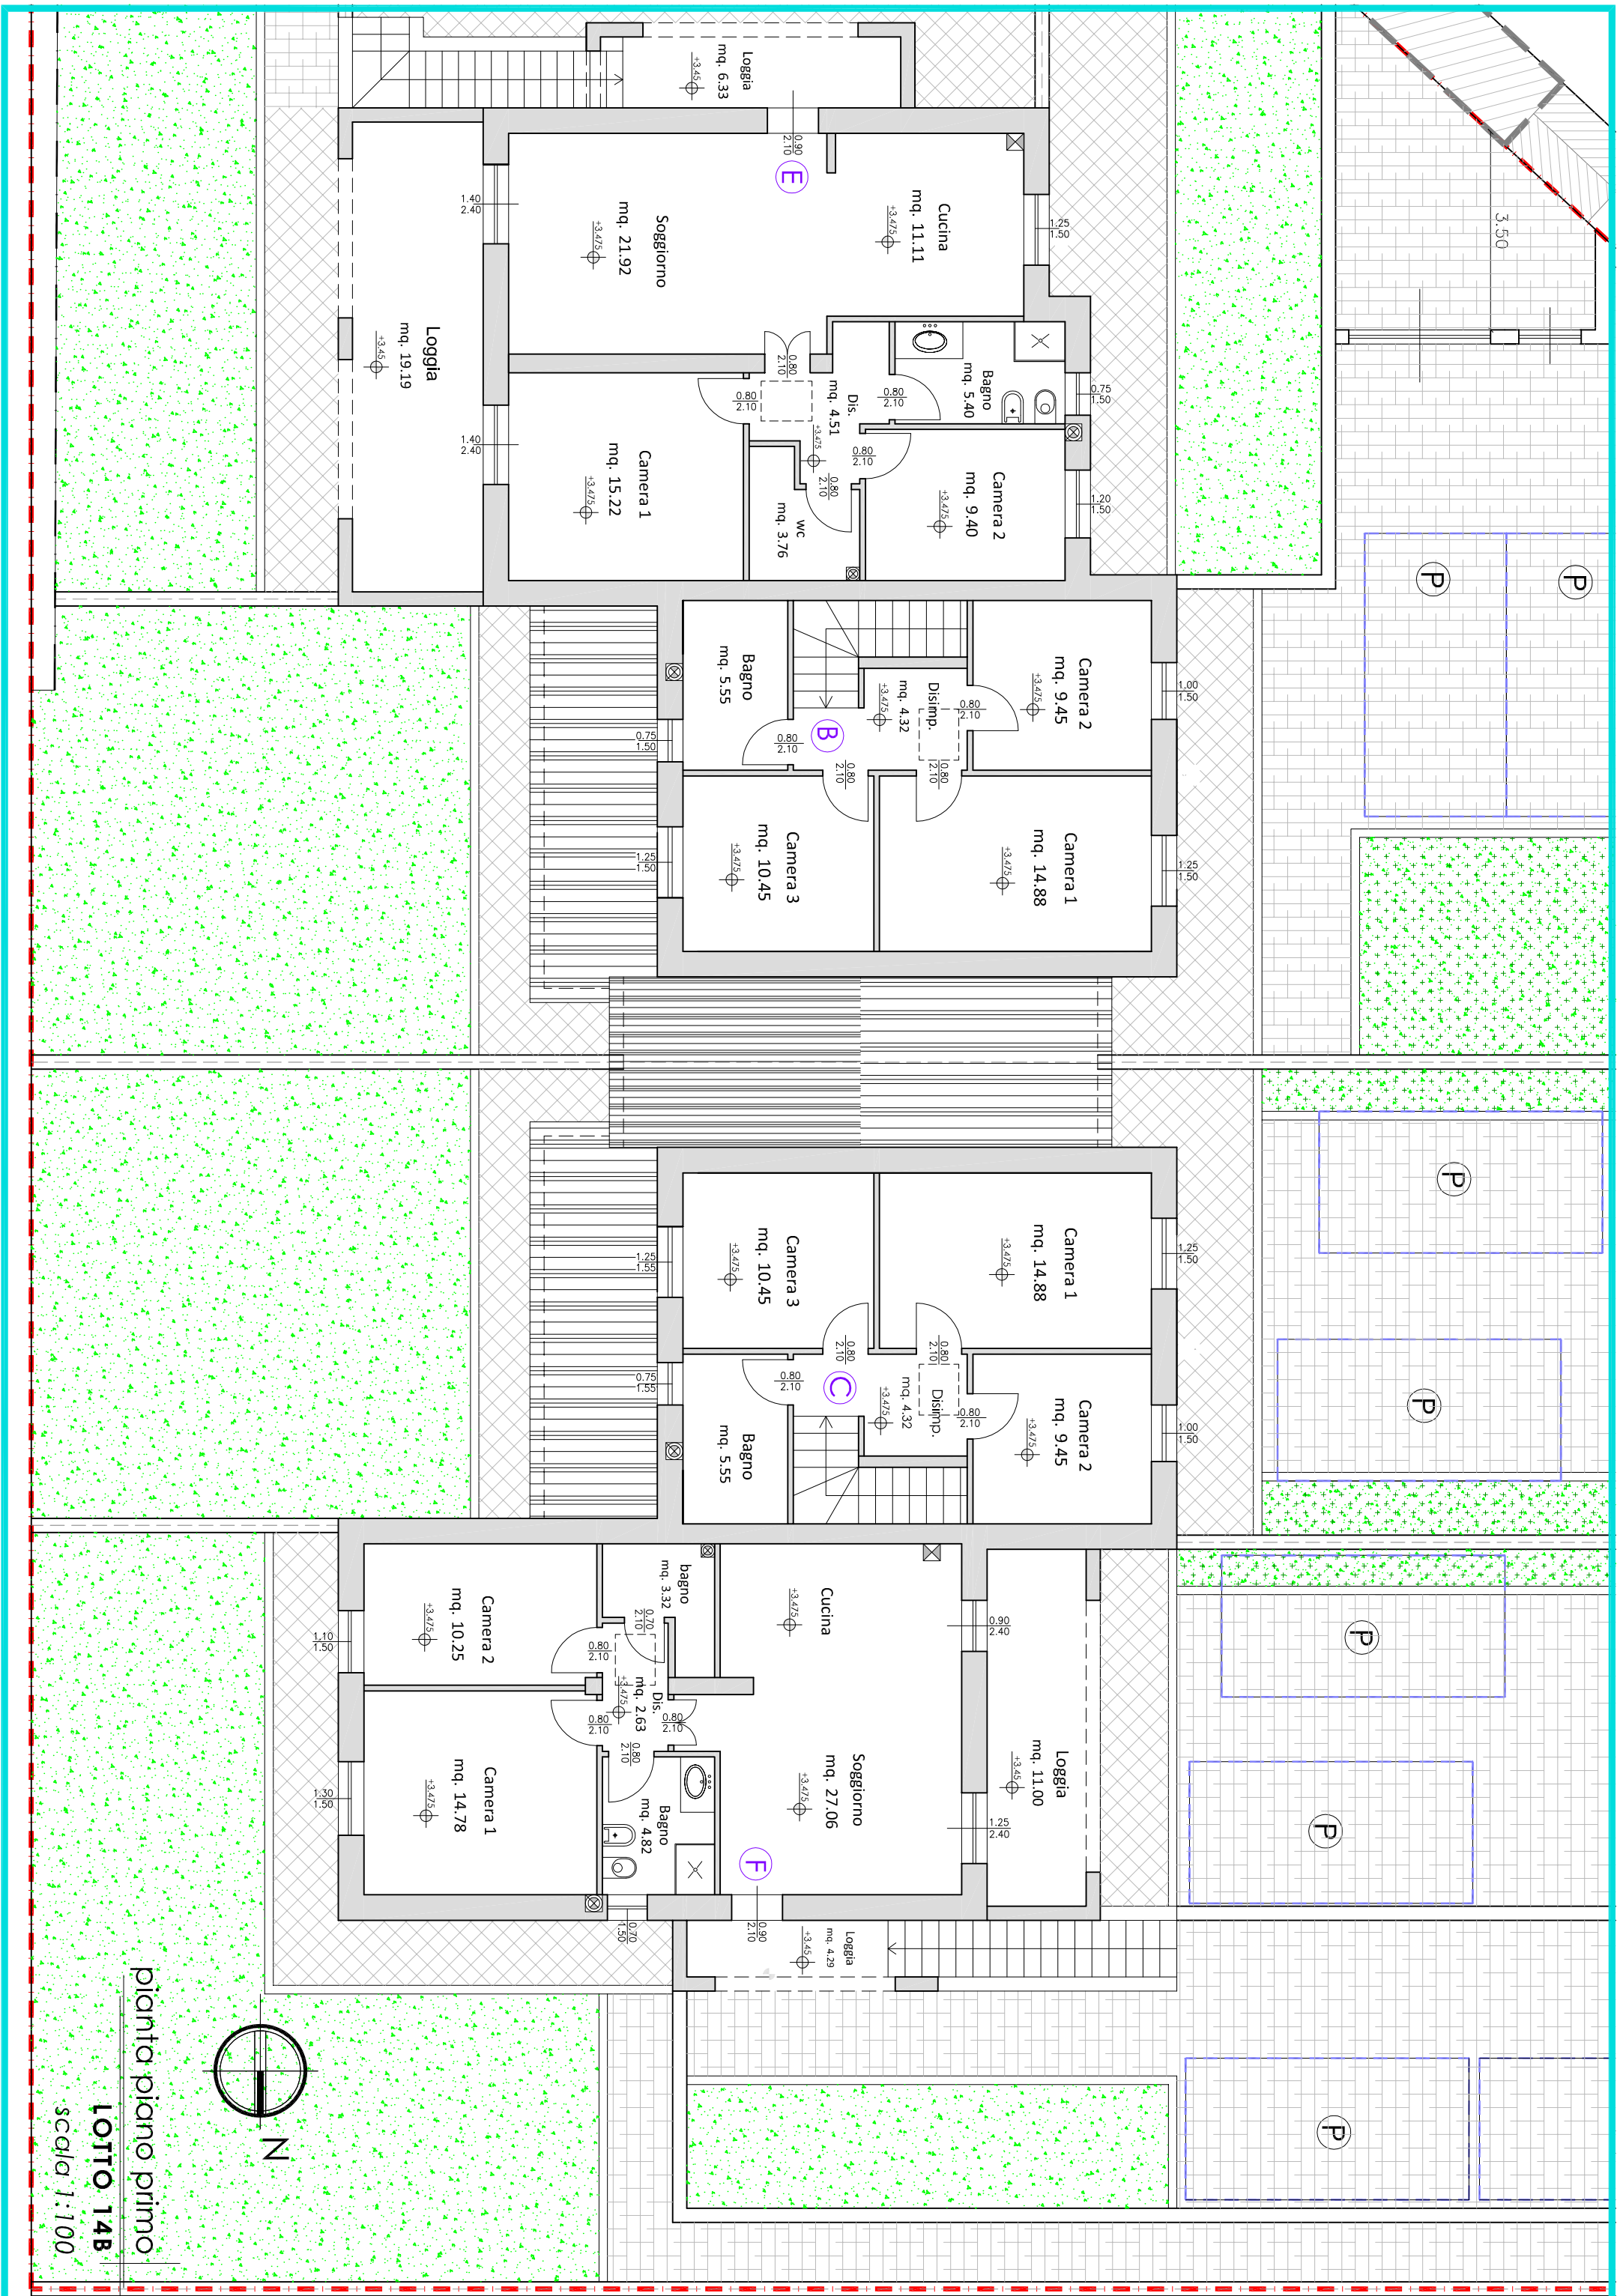 Loggia
mq. 6.33
+3.45
0.90
2.10
E
Cucina
mq. 11.11
+3.475
1.25
1.50
Soggiorno
mq. 21.92
+3.475
1.40
2.40
Loggia
mq. 19.19
+3.45
1.40
2.40
0.80
2.10
Dis.
mq. 4.51
+3.475
0.80
2.10
Bagno
mq. 5.40
0.75
1.50
0.80
2.10
0.80
2.10
0.80
2.10
Camera 1
mq. 15.22
+3.475
wc
mq. 3.76
Camera 2
mq. 9.40
+3.475
1.20
1.50
3.50
P
P
Bagno
mq. 5.55
0.75
1.50
0.80
2.10
B
Disimp.
mq. 4.32
+3.475
0.80
2.10
Camera 2
mq. 9.45
+3.475
1.00
1.50
0.80
2.10
0.80
2.10
Camera 3
mq. 10.45
+3.475
1.25
1.50
Camera 1
mq. 14.88
+3.475
1.25
1.50
Camera 3
mq. 10.45
+3.475
1.25
1.55
Camera 1
mq. 14.88
+3.475
1.25
1.50
0.80
2.10
0.80
2.10
C
Disimp.
mq. 4.32
+3.475
0.80
2.10
0.80
2.10
Bagno
mq. 5.55
0.75
1.55
Camera 2
mq. 9.45
+3.475
1.00
1.50
P
P
Camera 2
mq. 10.25
+3.475
1.10
1.50
bagno
mq. 3.32
0.70
2.10
0.80
2.10
Cucina
+3.475
0.90
2.40
Dis.
mq. 2.63
+3.475
0.80
2.10
0.80
2.10
0.80
2.10
Camera 1
mq. 14.78
+3.475
1.30
1.50
Bagno
mq. 4.82
0.70
1.50
Soggiorno
mq. 27.06
+3.475
1.25
2.40
Loggia
mq. 11.00
+3.45
F
0.90
2.10
Loggia
mq. 4.29
+3.45
P
P
P
N
pianta piano primo
LOTTO 14B
scala 1:100